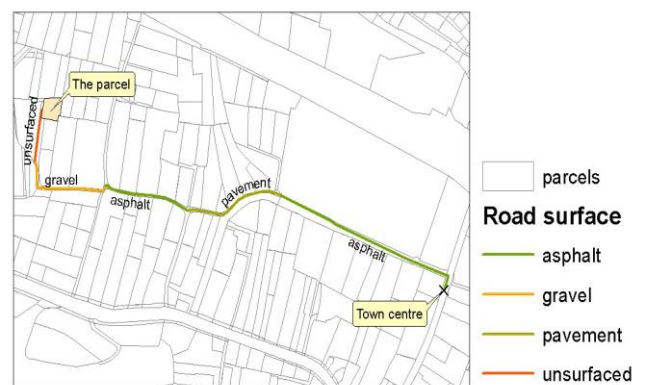 The parcel
unsurfaced
gravel
asphalt
pavement
asphalt
Town centre
parcels
Road surface
asphalt
gravel
pavement
unsurfaced